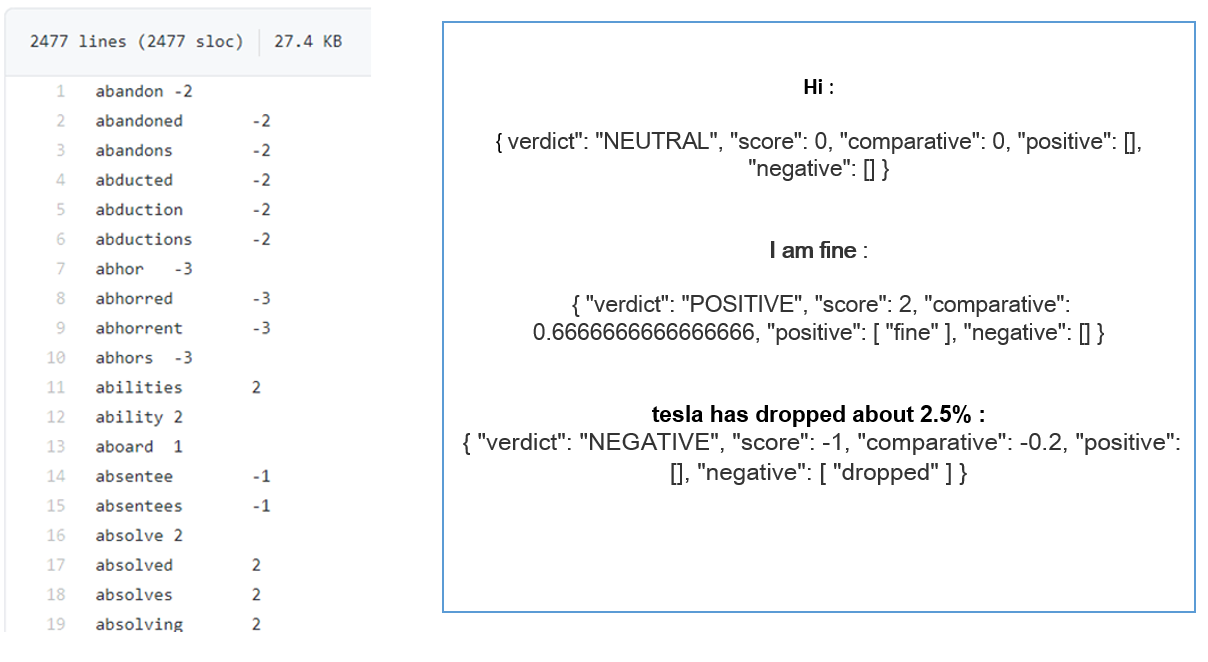 2477 lines (2477 sloc) 27.4 KB
1 abandon -2
2 abandoned -2
3 abandons -2
4 abducted -2
5 abduction -2
6 abductions -2
7 abhor -3
8 abhorred -3
9 abhorrent -3
10 abhors -3
11 abilities 2
12 ability 2
13 aboard 1
14 absentee -1
15 absentees -1
16 absolve 2
17 absolved 2
18 absolves 2
19 absolving 2
Hi :
{ verdict": "NEUTRAL", "score": 0, "comparative": 0, "positive": [],
"negative": [] }
I am fine :
{ "verdict": "POSITIVE", "score": 2, "comparative":
0.6666666666666666, "positive": [ "fine" ], "negative": [] }
tesla has dropped about 2.5% :
{ "verdict": "NEGATIVE", "score": -1, "comparative": -0.2, "positive":
[], "negative": [ "dropped" ] }